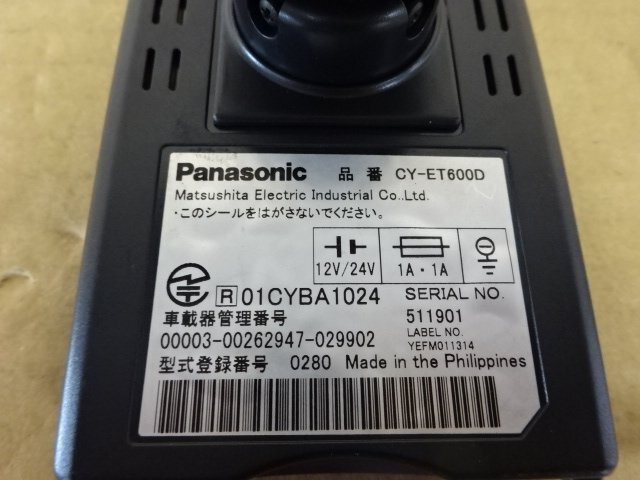 Panasonic 品番 CY-ET600D
Matsushita Electric Industrial Co.,Ltd.
・このシールをはがさないでください。
12V/24V 1A・1A
R 01CYBA1024 SERIAL NO.
車載器管理番号 511901
LABEL NO.
00003-00262947-029902 YEFM011314
型式登録番号 0280 Made in the Philippines